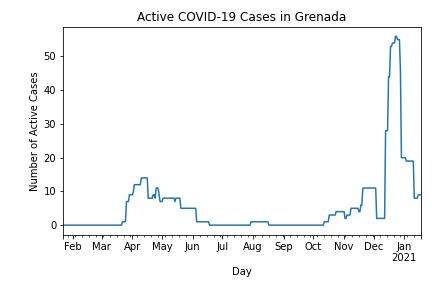 Active COVID-19 Cases in Grenada
Number of Active Cases
50
40
30
20
10
0
Feb Mar Apr May Jun Jul Aug Sep Oct Nov Dec Jan
2021
Day